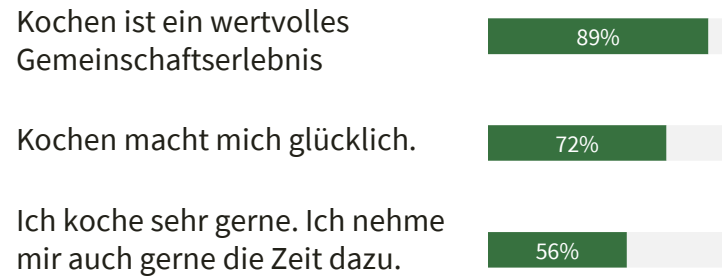 Kochen ist ein wertvolles
Gemeinschaftserlebnis
89%
Kochen macht mich glücklich.
72%
Ich koche sehr gerne. Ich nehme
mir auch gerne die Zeit dazu.
56%